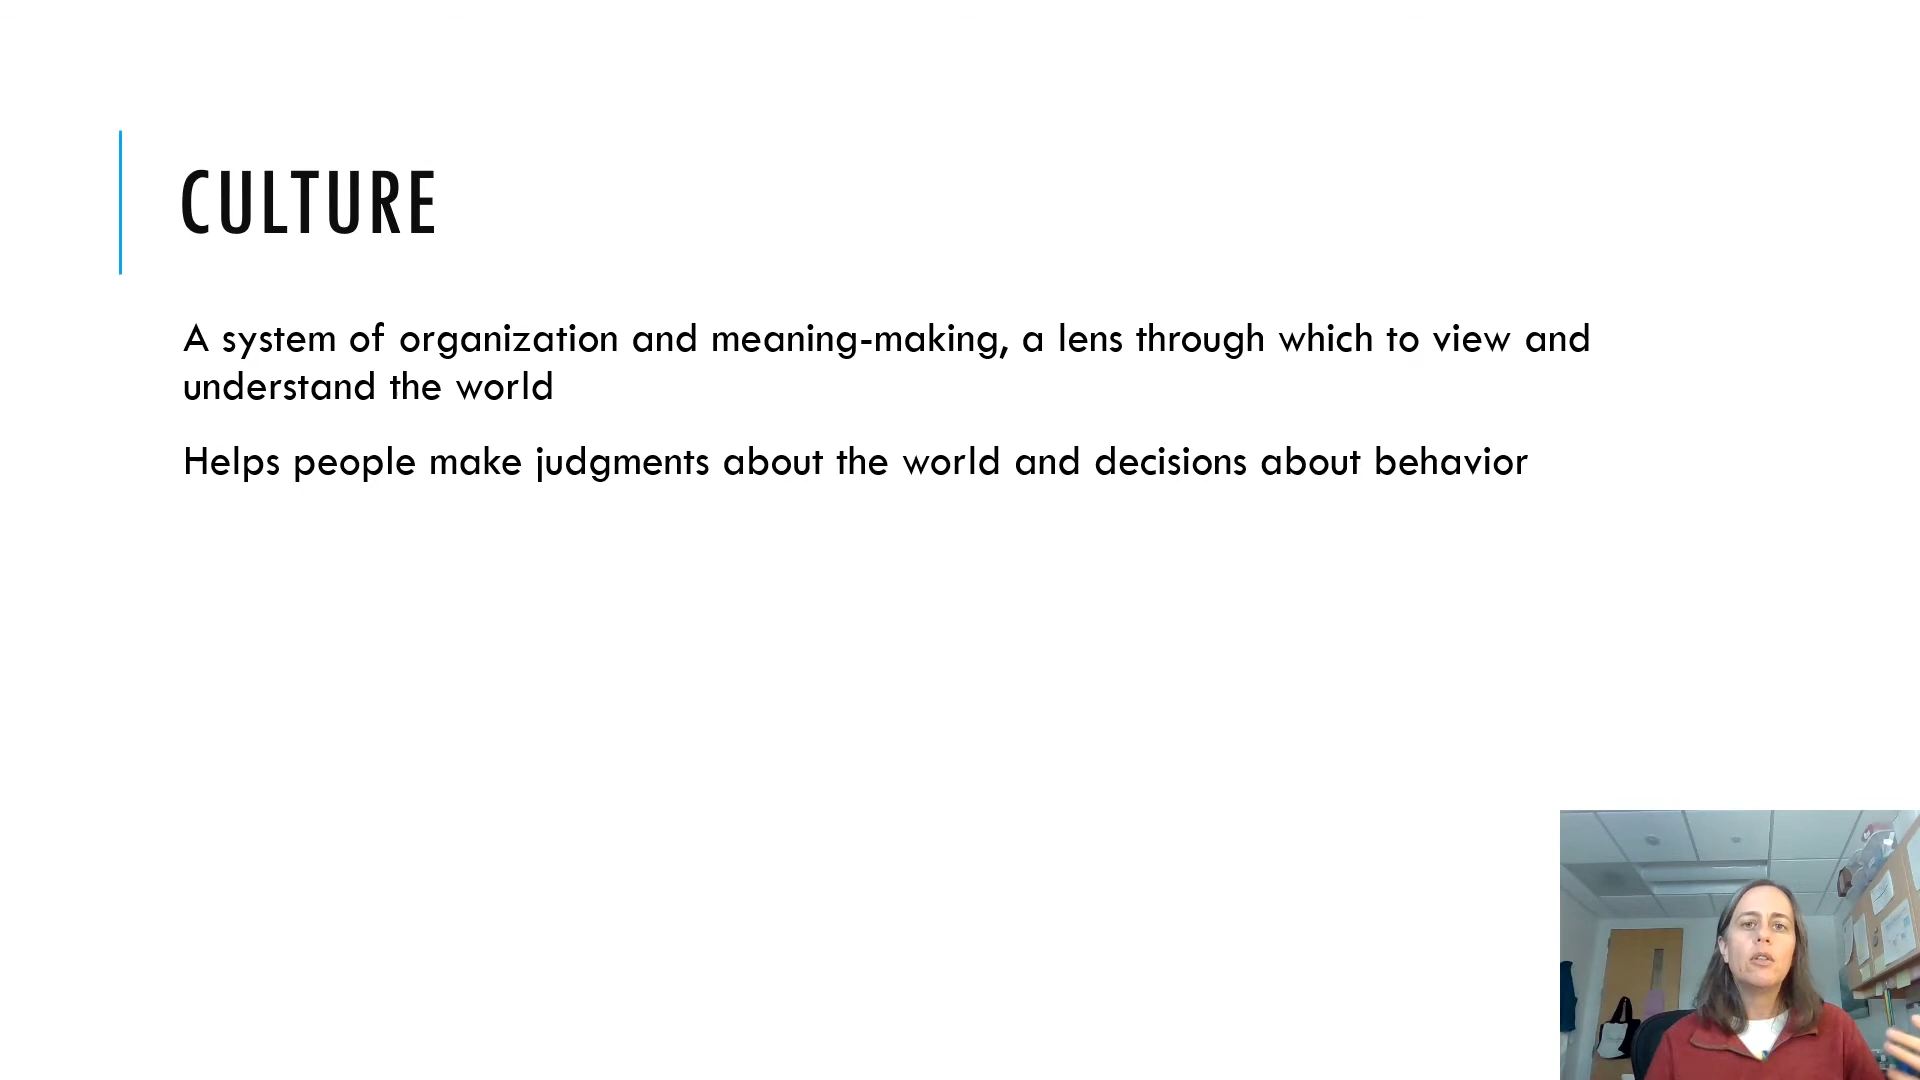 CULTURE
A system of organization and meaning-making, a lens through which to view and
understand the world
Helps people make judgments about the world and decisions about behavior